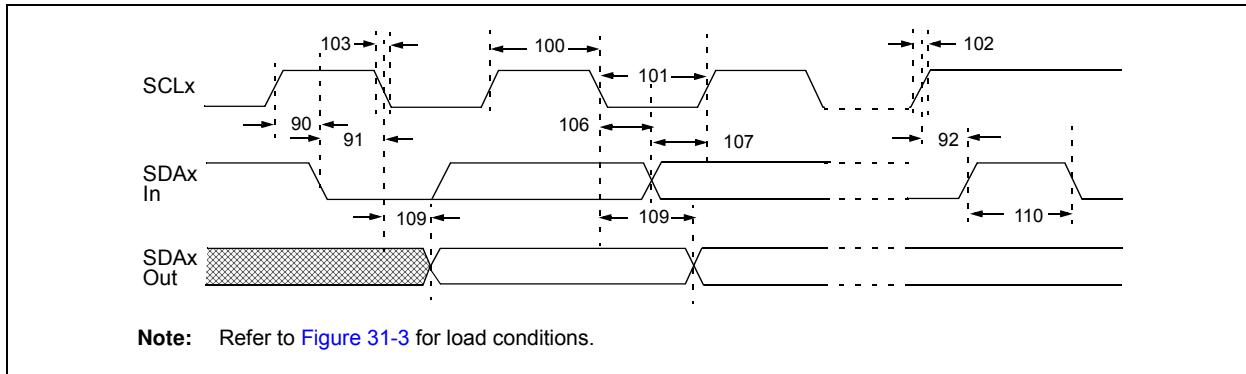 103
100
102
SCLx
101
90
91
106
107
92
SDAx
In
109
109
110
SDAx
Out
Note: Refer to Figure 31-3 for load conditions.